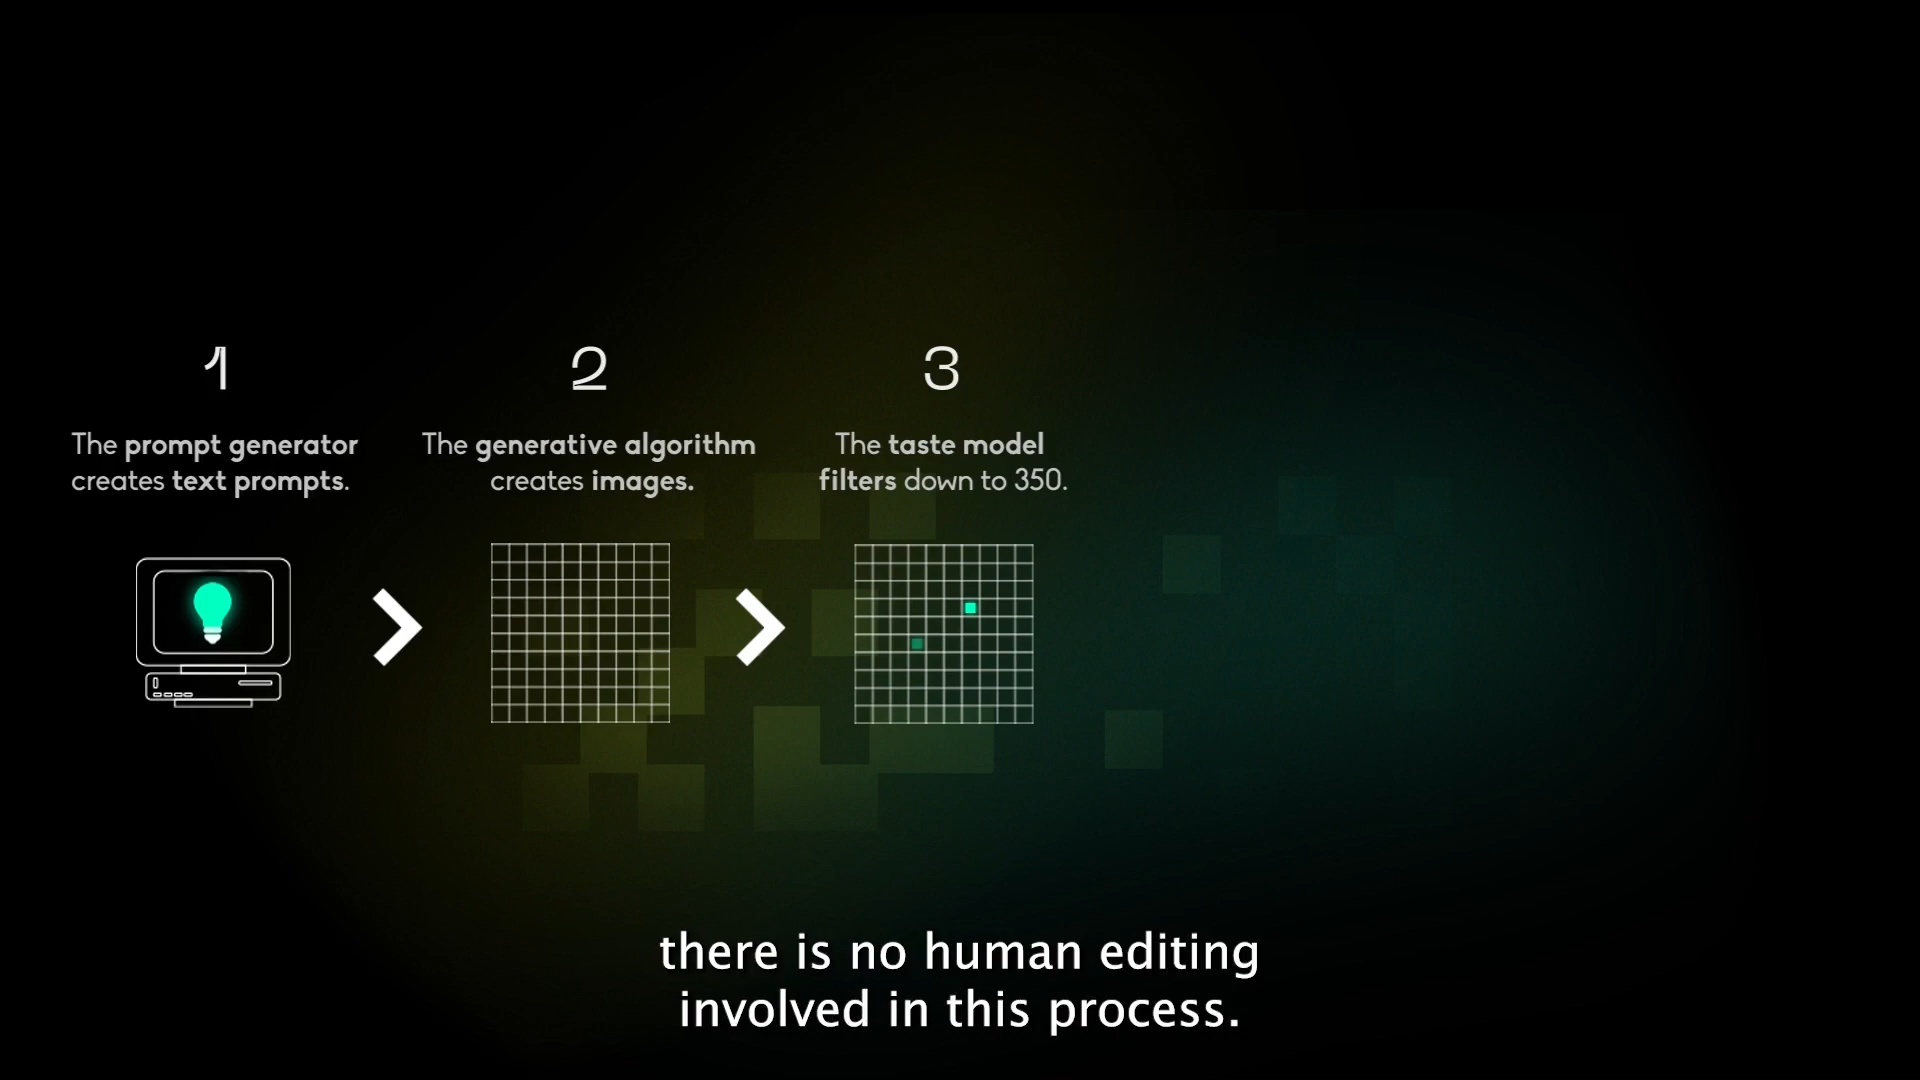 1
The prompt generator
creates text prompts.
2
The generative algorithm
creates images.
3
The taste model
filters down to 350.
there is no human editing
involved in this process.